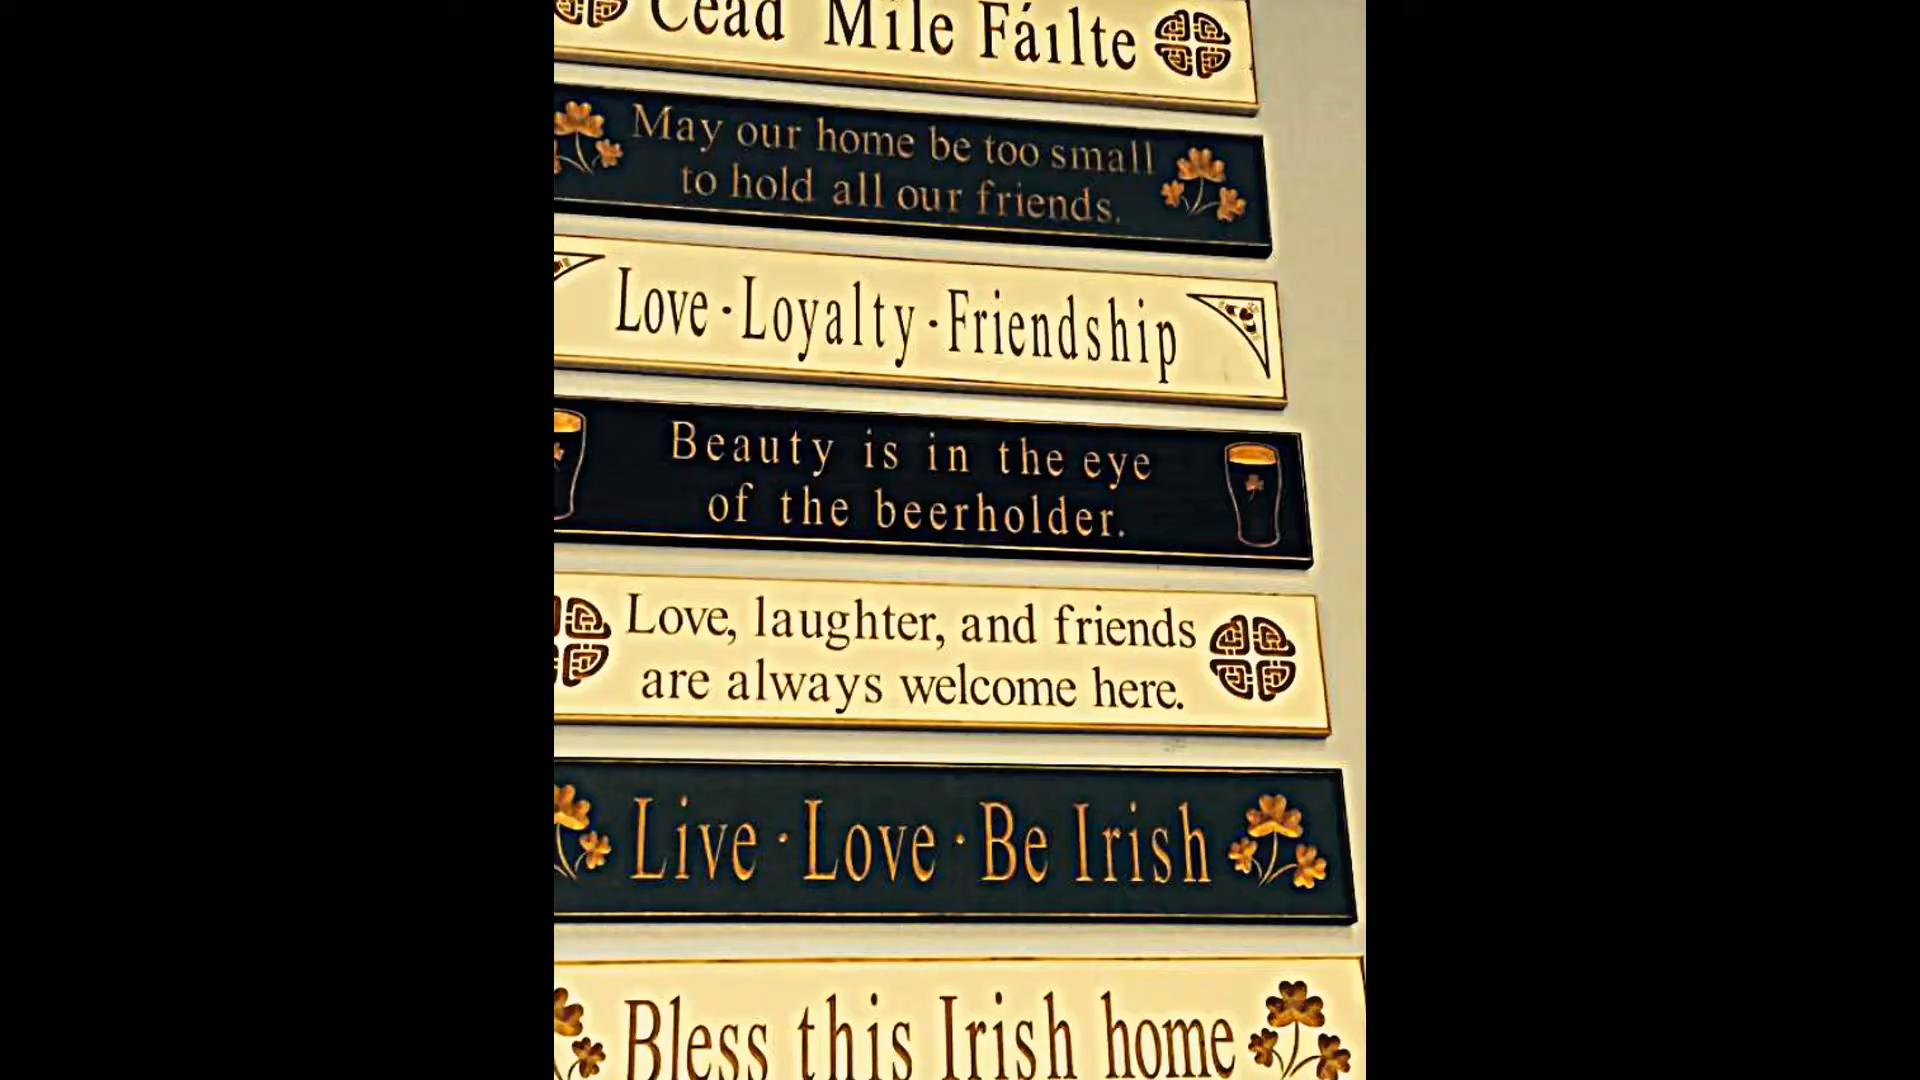 Céad Míle Fáilte
May our home be too small
to hold all our friends.
Love · Loyalty · Friendship
Beauty is in the eye
of the beerholder.
Love, laughter, and friends
are always welcome here.
Live · Love · Be Irish
Bless this Irish home